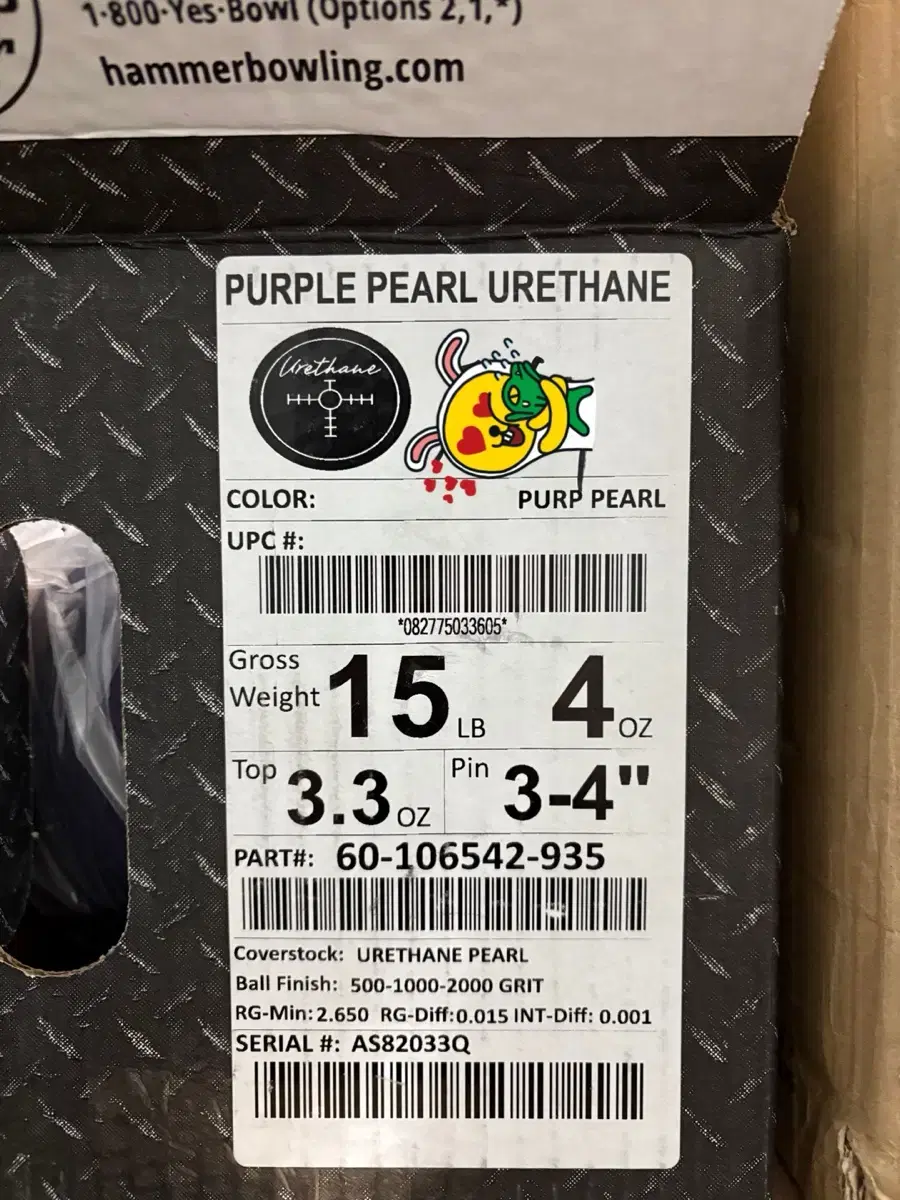 1-800-Yes-Bowl (Options 2,1,*)
hammerbowling.com
PURPLE PEARL URETHANE
Urethane
COLOR: PURP PEARL
UPC #:
*082775033605*
Gross Weight 15 LB 4 OZ
Top 3.3 OZ Pin 3-4"
PART#: 60-106542-935
Coverstock: URETHANE PEARL
Ball Finish: 500-1000-2000 GRIT
RG-Min: 2.650 RG-Diff: 0.015 INT-Diff: 0.001
SERIAL #: AS82033Q